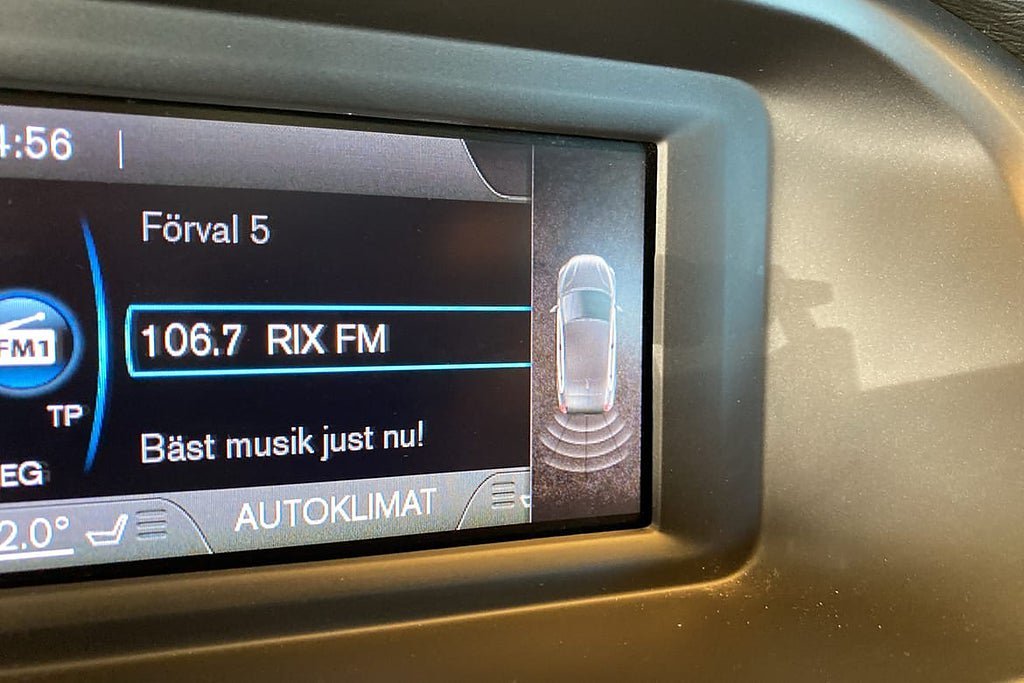 4:56
Förval 5
106.7 RIX FM
FM1
TP
Bäst musik just nu!
EG
2.0°
AUTOKLIMAT